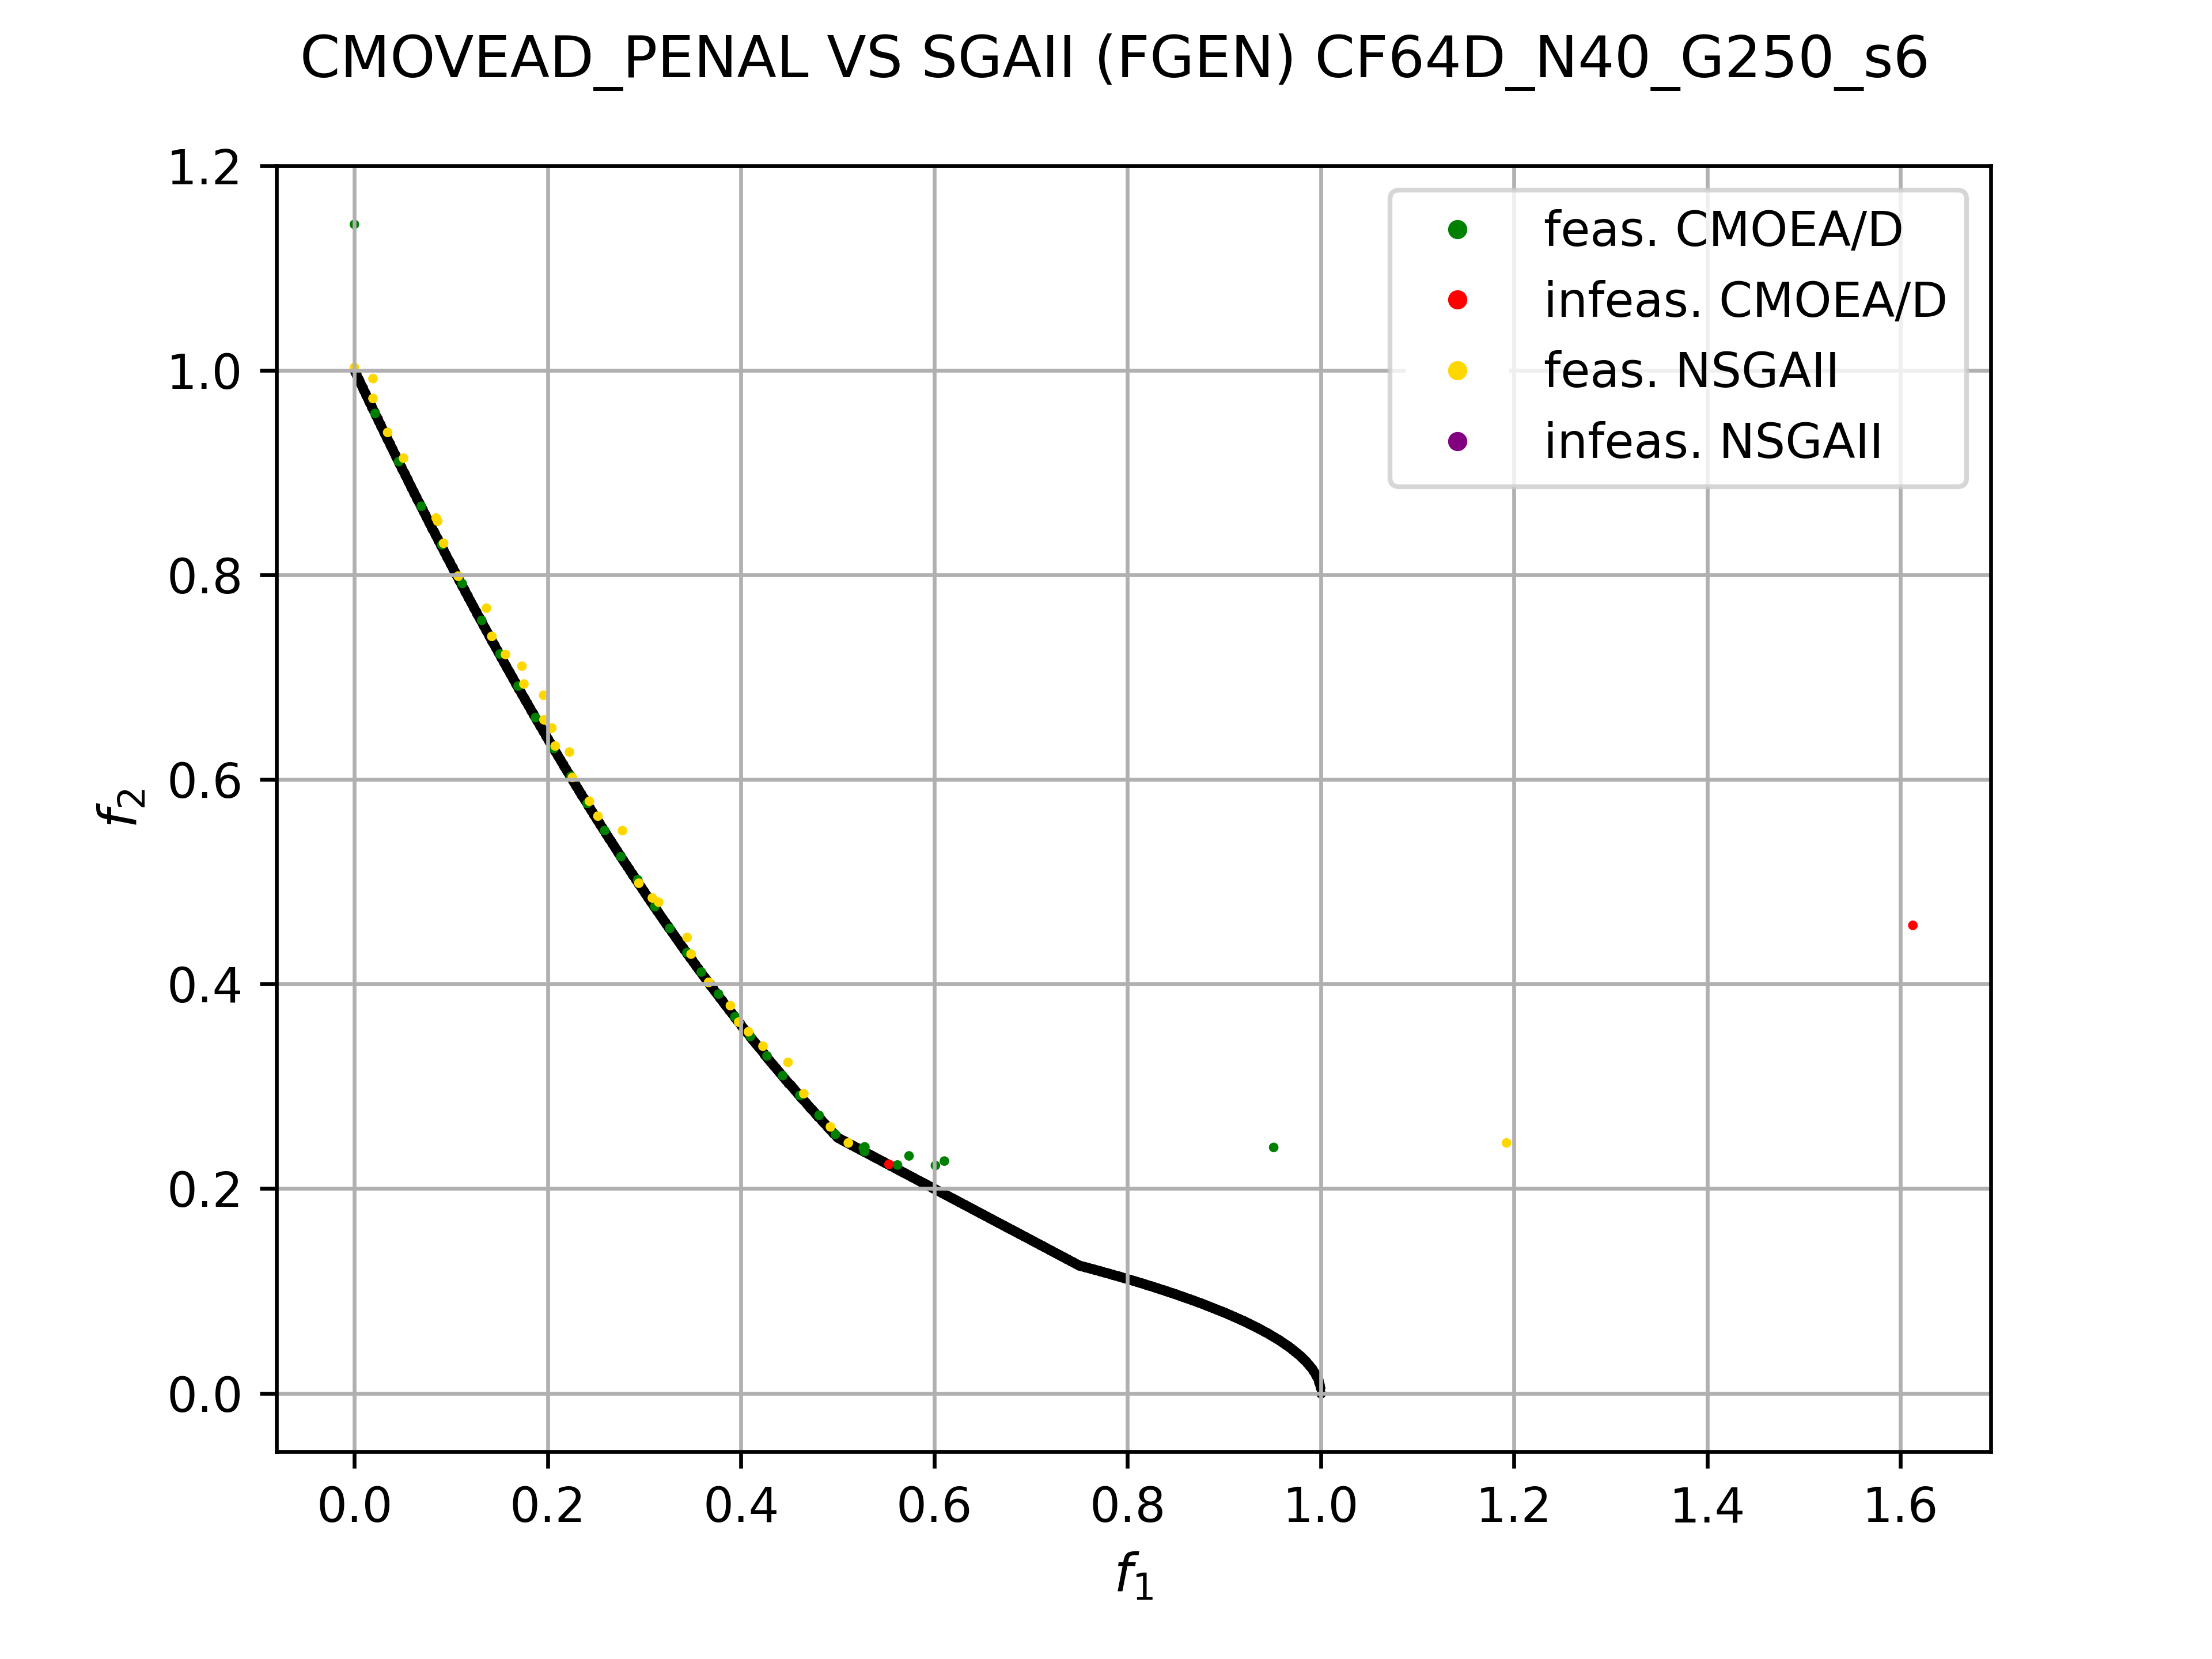 CMOVEAD_PENAL VS SGAII (FGEN) CF64D_N40_G250_s6
1.2
1.0
0.8
0.6
0.4
0.2
0.0
f2
feas. CMOEA/D
infeas. CMOEA/D
feas. NSGAII
infeas. NSGAII
0.0 0.2 0.4 0.6 0.8 1.0 1.2 1.4 1.6
f1